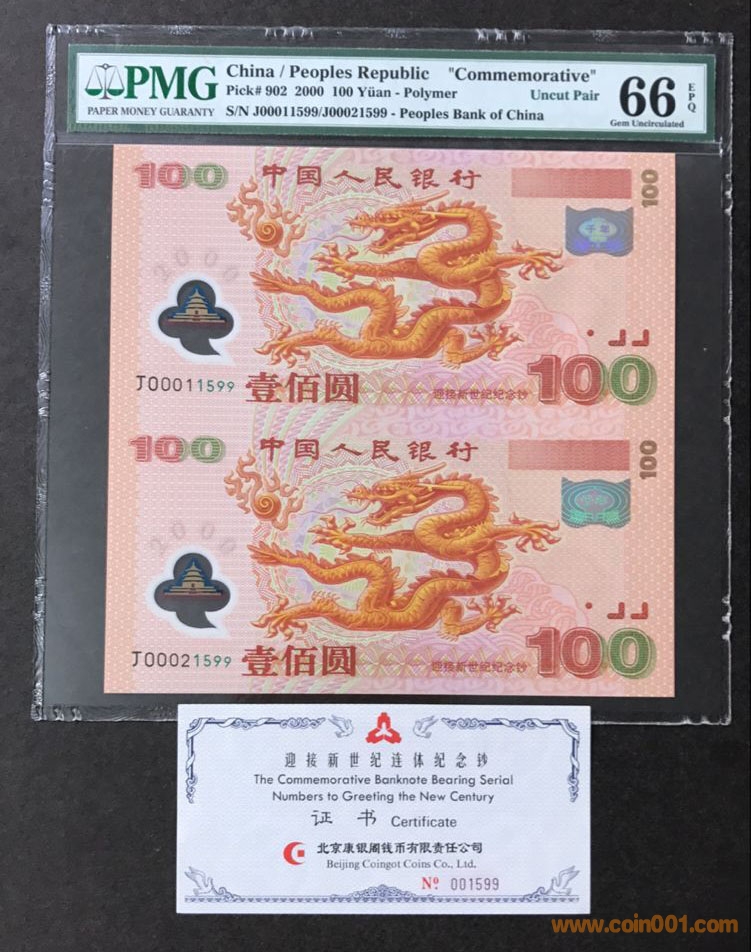 PMG
PAPER MONEY GUARANTY
China / Peoples Republic "Commemorative"
Pick# 902 2000 100 Yüan - Polymer
Uncut Pair
S/N J00011599/J00021599 - Peoples Bank of China
66
EPQ
Gem Uncirculated
100
中国人民银行
100
千年
2000
J00011599
壹佰圆
迎接新世纪纪念钞
100
100
中国人民银行
100
2000
J00021599
壹佰圆
迎接新世纪纪念钞
100
迎接新世纪连体纪念钞
The Commemorative Banknote Bearing Serial
Numbers to Greeting the New Century
证书 Certificate
北京康银阁钱币有限责任公司
Beijing Coingot Coins Co., Ltd.
Nº 001599
www.coin001.com